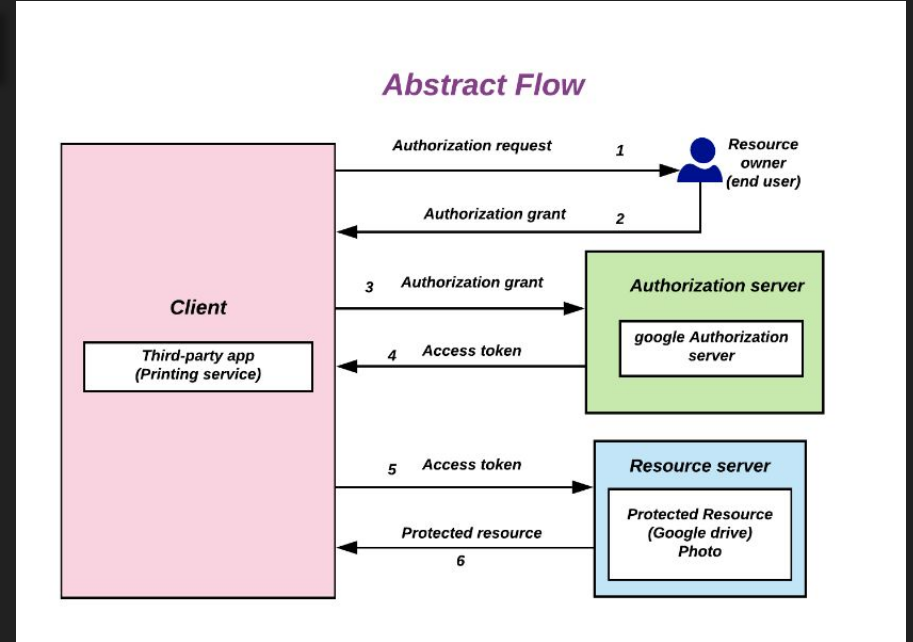 Abstract Flow
Authorization request 1
Resource
owner
(end user)
Authorization grant 2
3 Authorization grant
Authorization server
google Authorization
server
Client
Third-party app
(Printing service)
4 Access token
5 Access token
Resource server
Protected Resource
(Google drive)
Photo
Protected resource
6